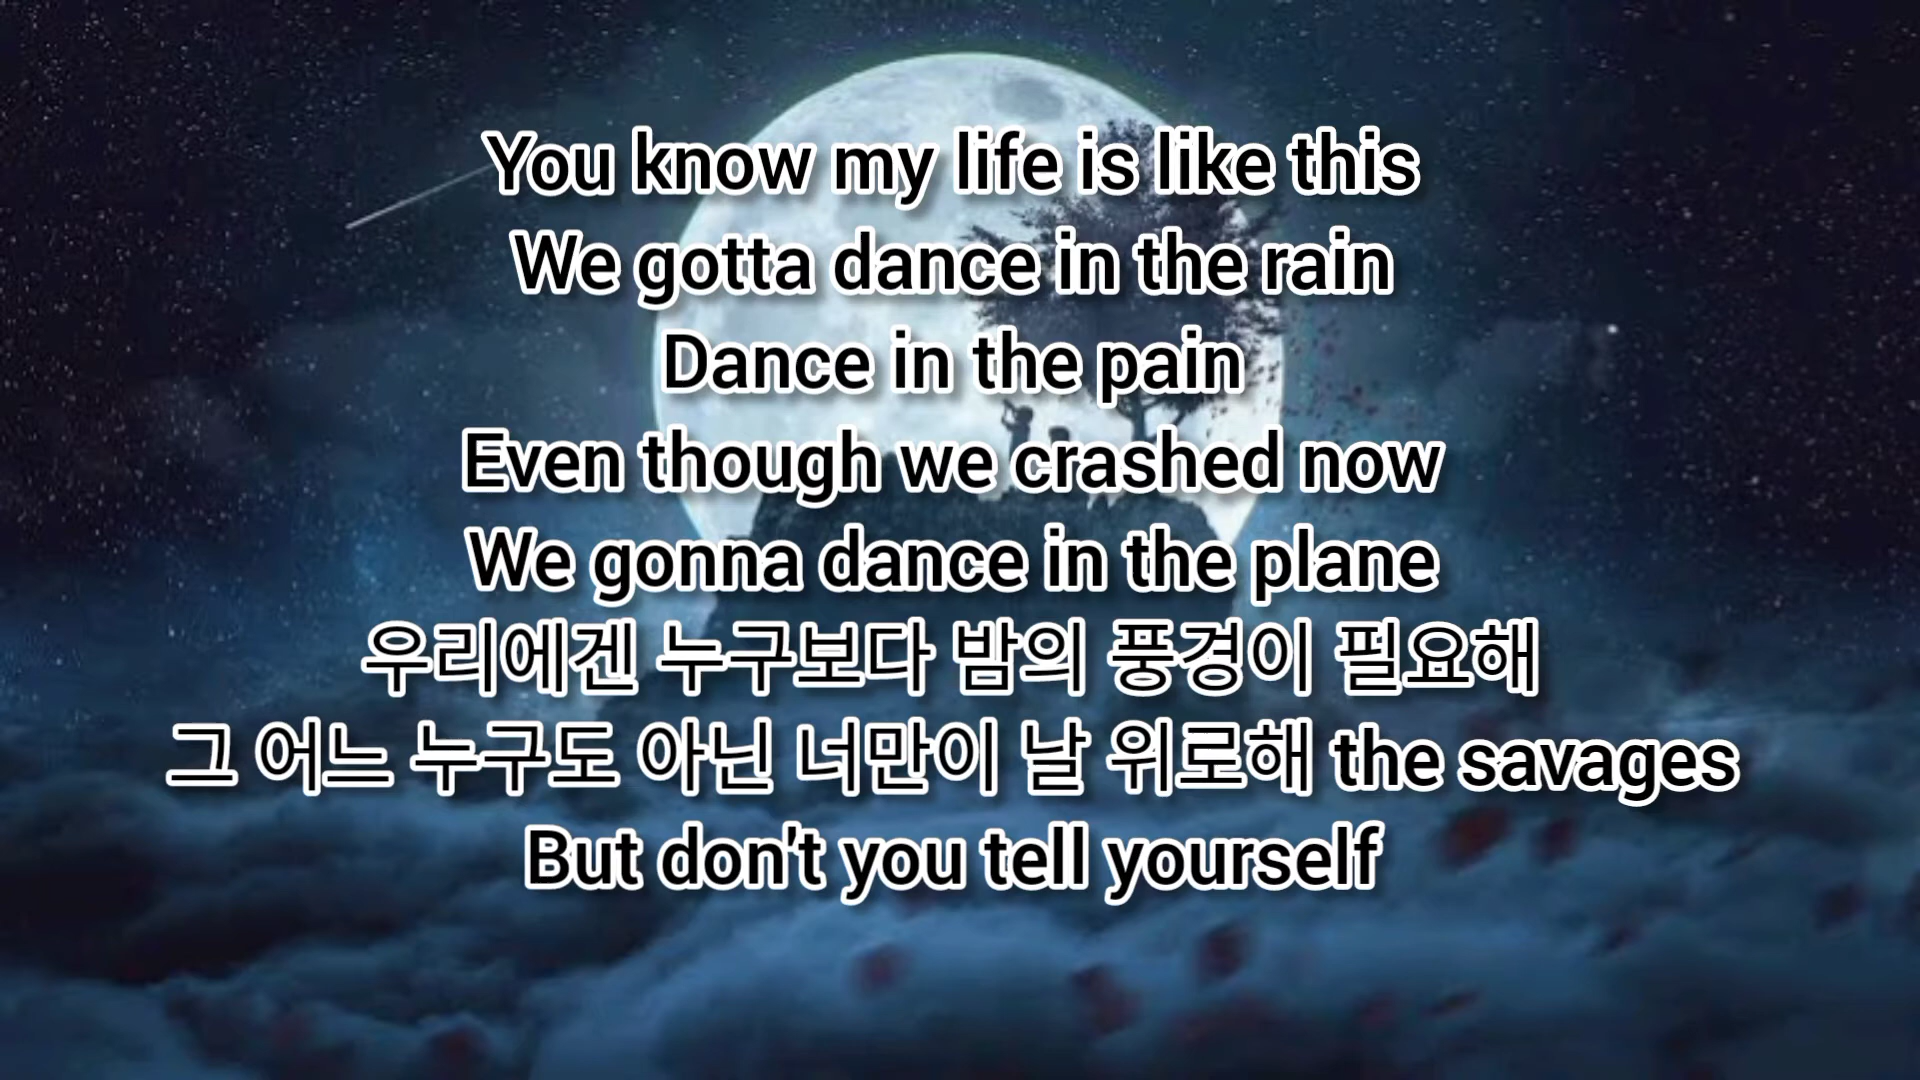 You know my life is like this
We gotta dance in the rain
Dance in the pain
Even though we crashed now
We gonna dance in the plane
우리에겐 누구보다 밤의 풍경이 필요해
그 어느 누구도 아닌 너만이 날 위로해 the savages
But don't you tell yourself